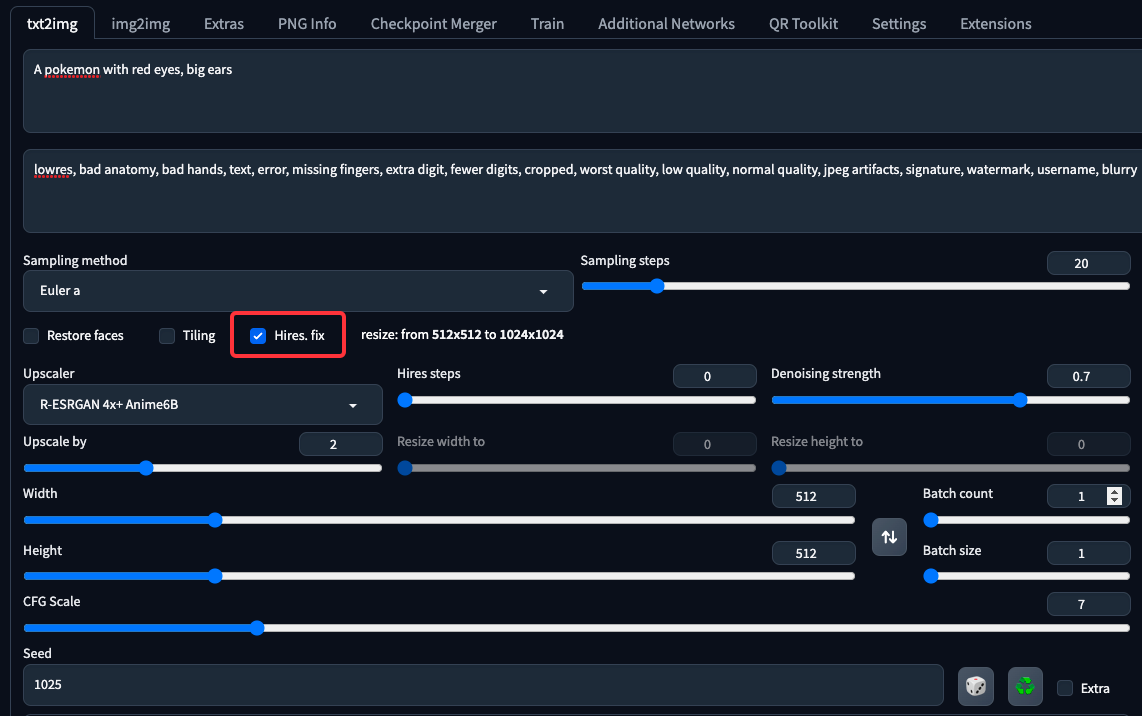 txt2img img2img Extras PNG Info Checkpoint Merger Train Additional Networks QR Toolkit Settings Extensions
A pokemon with red eyes, big ears
lowres, bad anatomy, bad hands, text, error, missing fingers, extra digit, fewer digits, cropped, worst quality, low quality, normal quality, jpeg artifacts, signature, watermark, username, blurry
Sampling method Sampling steps 20
Euler a
Restore faces Tiling Hires. fix resize: from 512x512 to 1024x1024
Upscaler Hires steps 0 Denoising strength 0.7
R-ESRGAN 4x+ Anime6B
Upscale by 2 Resize width to 0 Resize height to 0
Width 512 Batch count 1
Height 512 Batch size 1
CFG Scale 7
Seed
1025 Extra